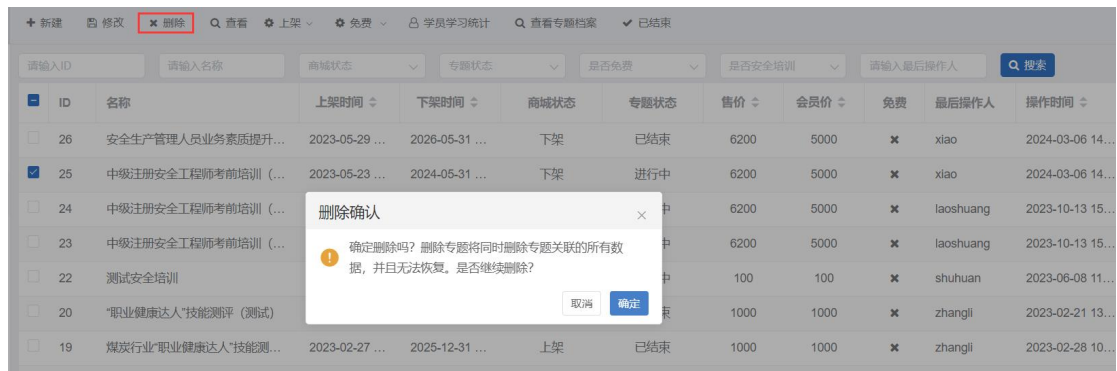 新建 修改 删除 查看 上架 免费 学员学习统计 查看专题档案 已结束
请输入ID 请输入名称 商城状态 专题状态 是否免费 是否安全培训 请输入最后操作人 搜索
ID 名称 上架时间 下架时间 商城状态 专题状态 售价 会员价 免费 最后操作人 操作时间
26 安全生产管理人员业务素质提升... 2023-05-29 ... 2026-05-31 ... 下架 已结束 6200 5000 xiao 2024-03-06 14...
25 中级注册安全工程师考前培训（... 2023-05-23 ... 2024-05-31 ... 下架 进行中 6200 5000 xiao 2024-03-06 14...
24 中级注册安全工程师考前培训（... 中 6200 5000 laoshuang 2023-10-13 15...
23 中级注册安全工程师考前培训（... 中 6200 5000 laoshuang 2023-10-13 15...
22 测试安全培训 中 100 100 shuhuan 2023-06-08 11...
20 “职业健康达人”技能测评（测试） 束 1000 1000 zhangli 2023-02-21 13...
19 煤炭行业“职业健康达人”技能测... 2023-02-27 ... 2025-12-31 ... 上架 已结束 1000 1000 zhangli 2023-02-28 10...
删除确认
确定删除吗？删除专题将同时删除专题关联的所有数
据，并且无法恢复。是否继续删除？
取消 确定